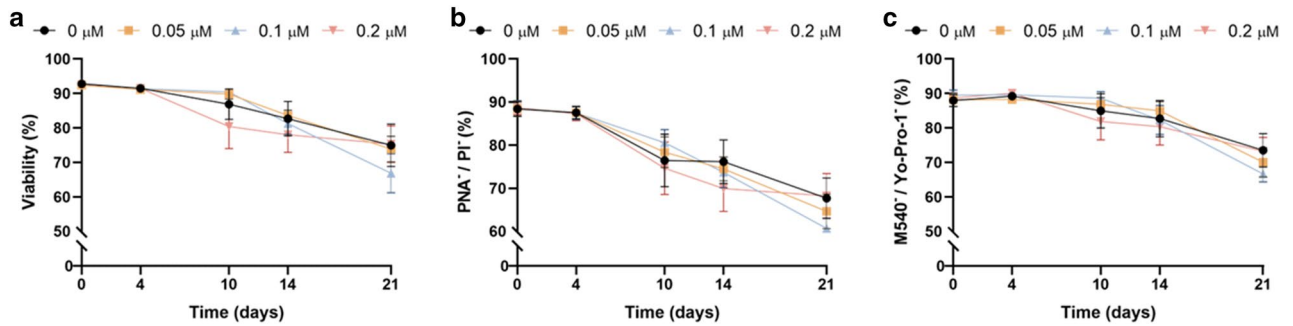 a
0 μM 0.05 μM 0.1 μM 0.2 μM
Viability (%)
100
90
80
70
60
50
0
0 4 10 14 21
Time (days)
b
0 μM 0.05 μM 0.1 μM 0.2 μM
PNA⁻ / PI⁻ (%)
100
90
80
70
60
0
0 4 10 14 21
Time (days)
c
0 μM 0.05 μM 0.1 μM 0.2 μM
M540⁻ / Yo-Pro-1⁻ (%)
100
90
80
70
60
50
0
0 4 10 14 21
Time (days)